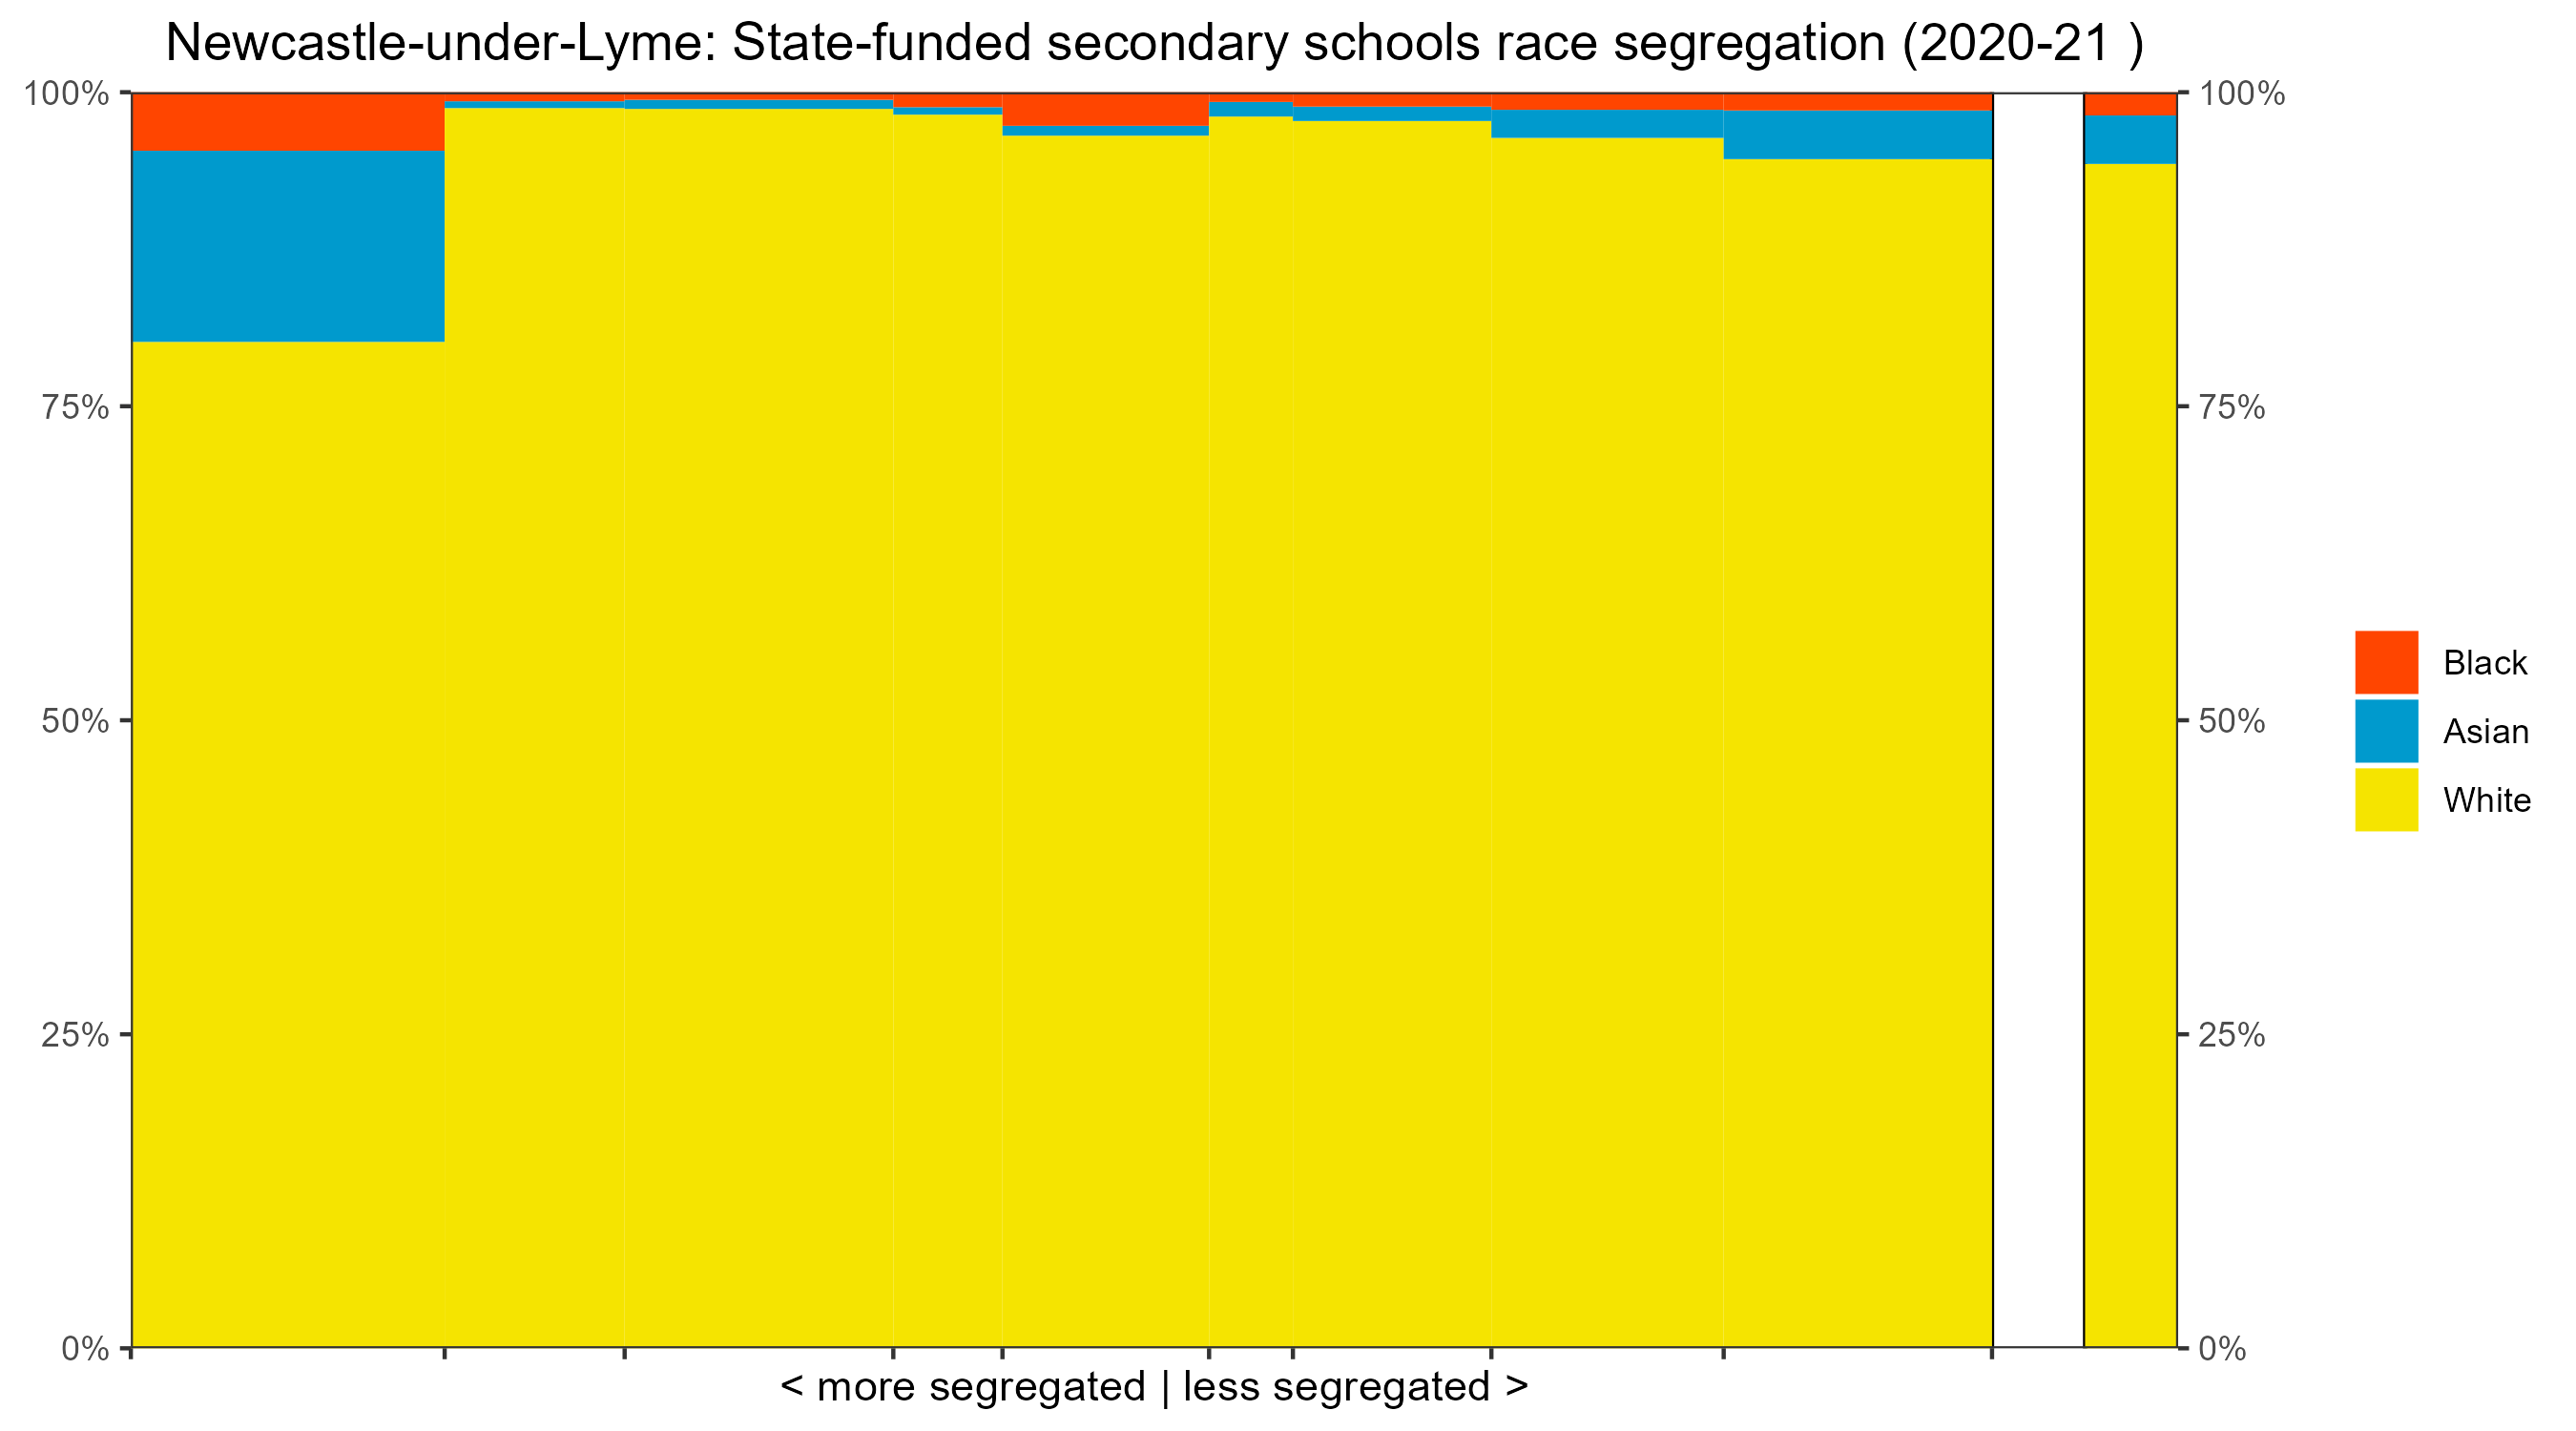 Newcastle-under-Lyme: State-funded secondary schools race segregation (2020-21 )
100%
75%
50%
25%
0%
100%
75%
50%
25%
0%
Black
Asian
White
< more segregated | less segregated >